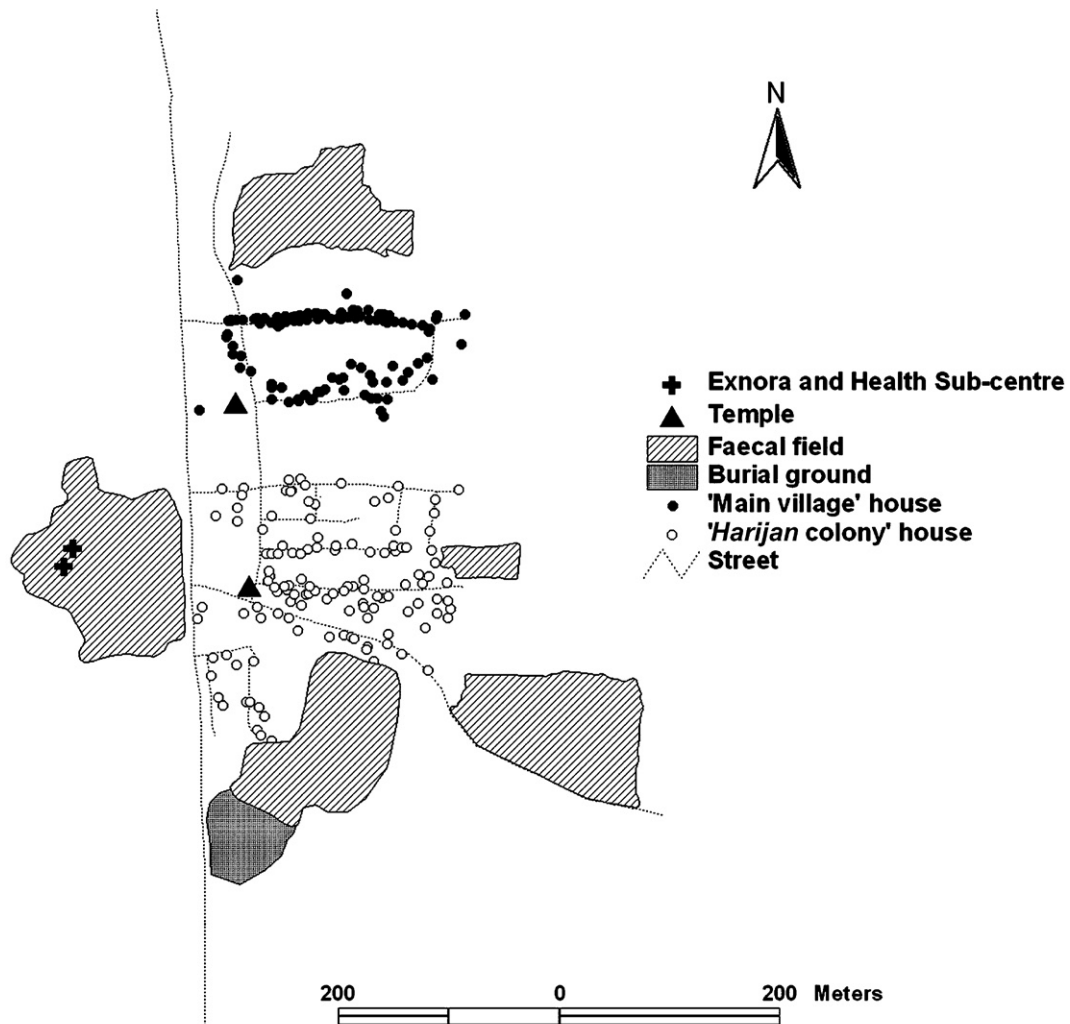 N
Exnora and Health Sub-centre
Temple
Faecal field
Burial ground
'Main village' house
'Harijan colony' house
Street
200 0 200 Meters